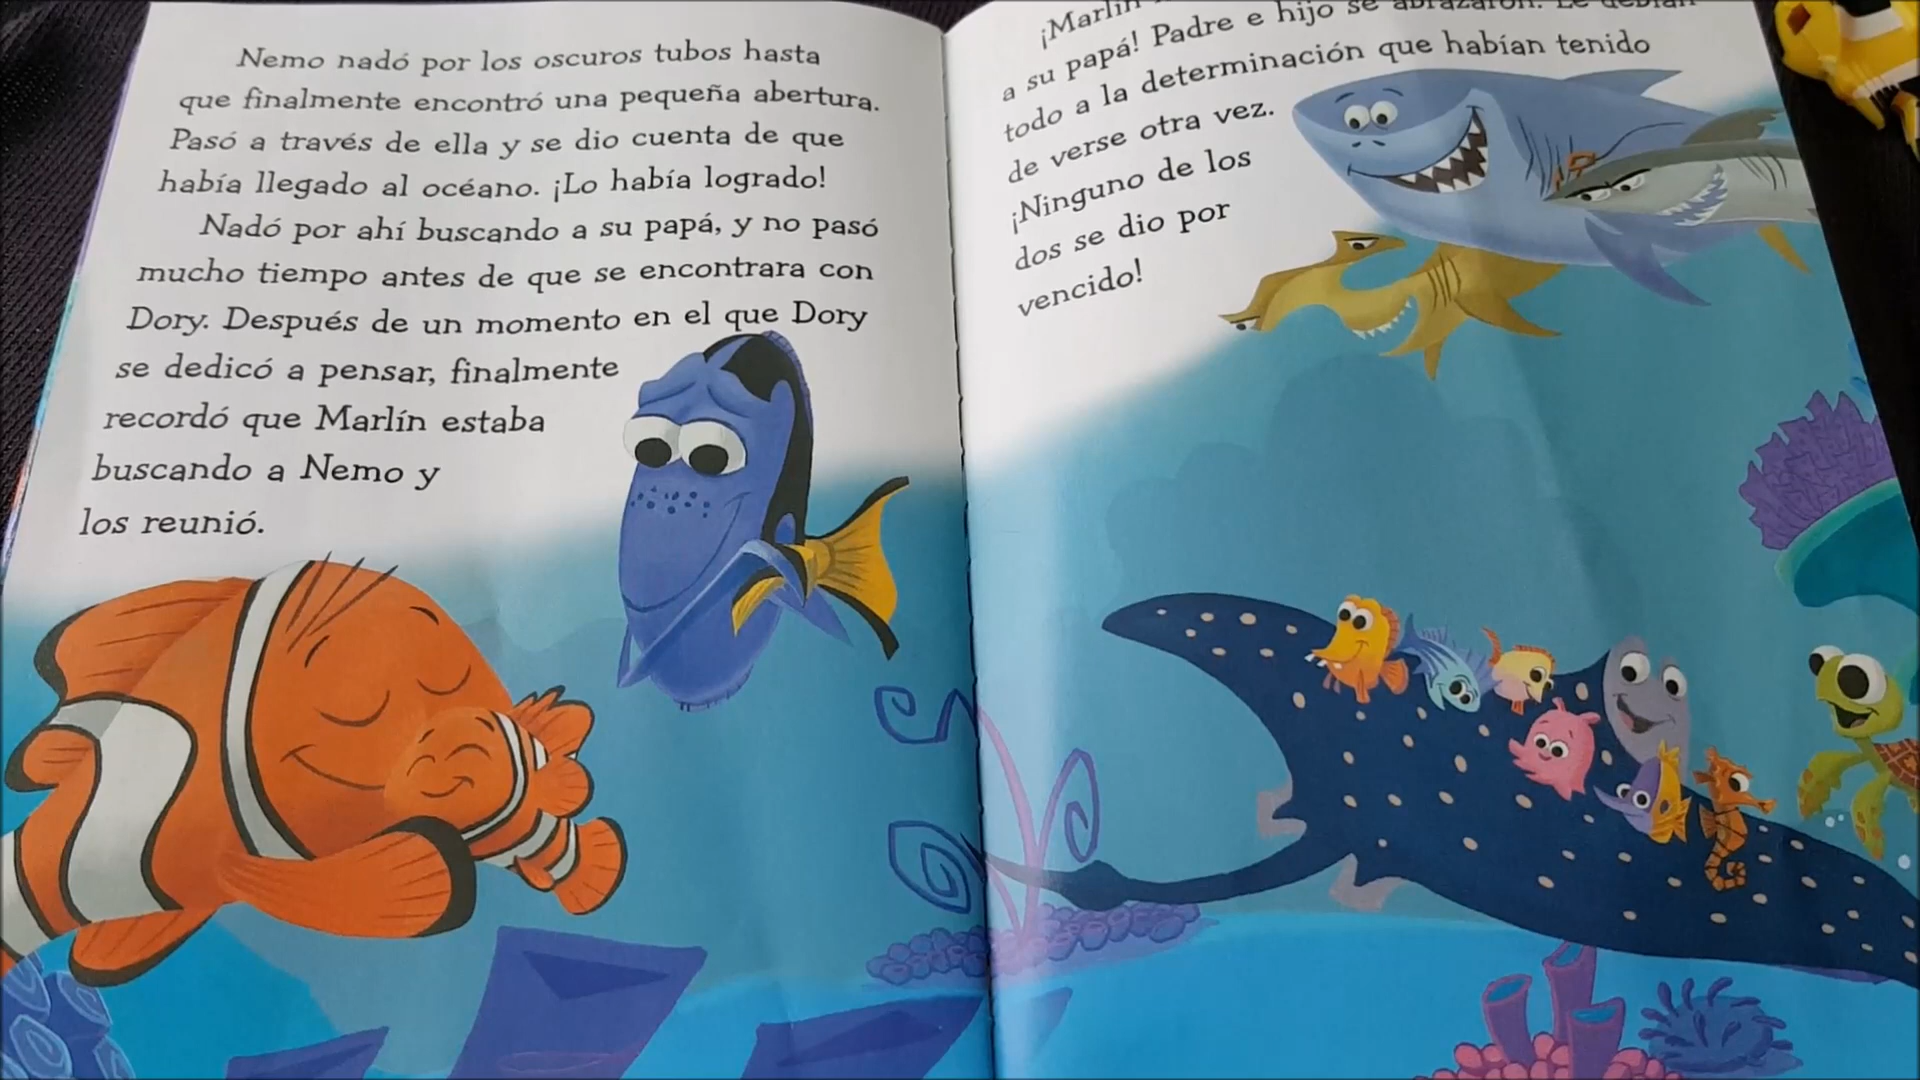 Nemo nadó por los oscuros tubos hasta
que finalmente encontró una pequeña abertura.
Pasó a través de ella y se dio cuenta de que
había llegado al océano. ¡Lo había logrado!
Nadó por ahí buscando a su papá, y no pasó
mucho tiempo antes de que se encontrara con
Dory. Después de un momento en el que Dory
se dedicó a pensar, finalmente
recordó que Marlín estaba
buscando a Nemo y
los reunió.
¡Marlín
a su papá! Padre e hijo se abrazaron. Le debían
todo a la determinación que habían tenido
de verse otra vez.
¡Ninguno de los
dos se dio por
vencido!